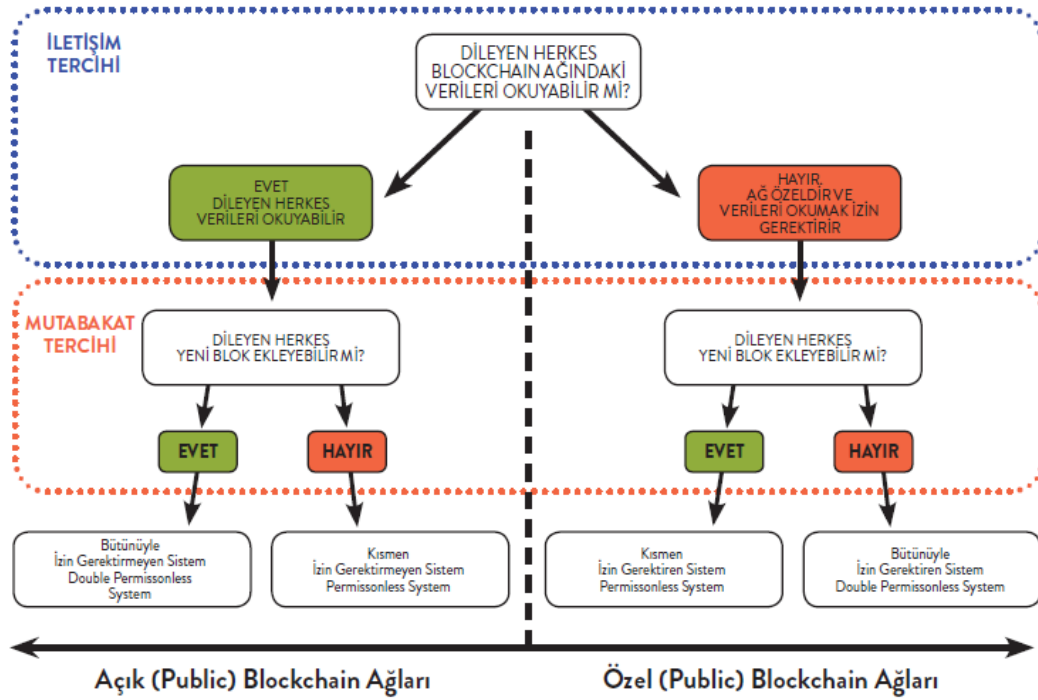 İLETİŞİM
TERCİHİ
DİLEYEN HERKES
BLOCKCHAIN AĞINDAKİ
VERİLERİ OKUYABİLİR Mİ?
EVET
DİLEYEN HERKES
VERİLERİ OKUYABİLİR
HAYIR,
AĞ ÖZELDİR VE
VERİLERİ OKUMAK İZİN
GEREKTİRİR
MUTABAKAT
TERCİHİ
DİLEYEN HERKES
YENİ BLOK EKLEYEBİLİR Mİ?
DİLEYEN HERKES
YENİ BLOK EKLEYEBİLİR Mİ?
EVET
HAYIR
EVET
HAYIR
Bütünüyle
İzin Gerektirmeyen Sistem
Double Permissonless
System
Kısmen
İzin Gerektirmeyen Sistem
Permissonless System
Kısmen
İzin Gerektiren Sistem
Permissonless System
Bütünüyle
İzin Gerektiren Sistem
Double Permissonless System
Açık (Public) Blockchain Ağları
Özel (Public) Blockchain Ağları